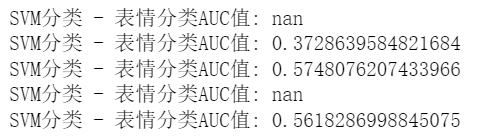 SVM分类 - 表情分类AUC值: nan
SVM分类 - 表情分类AUC值: 0.3728639584821684
SVM分类 - 表情分类AUC值: 0.5748076207433966
SVM分类 - 表情分类AUC值: nan
SVM分类 - 表情分类AUC值: 0.5618286998845075